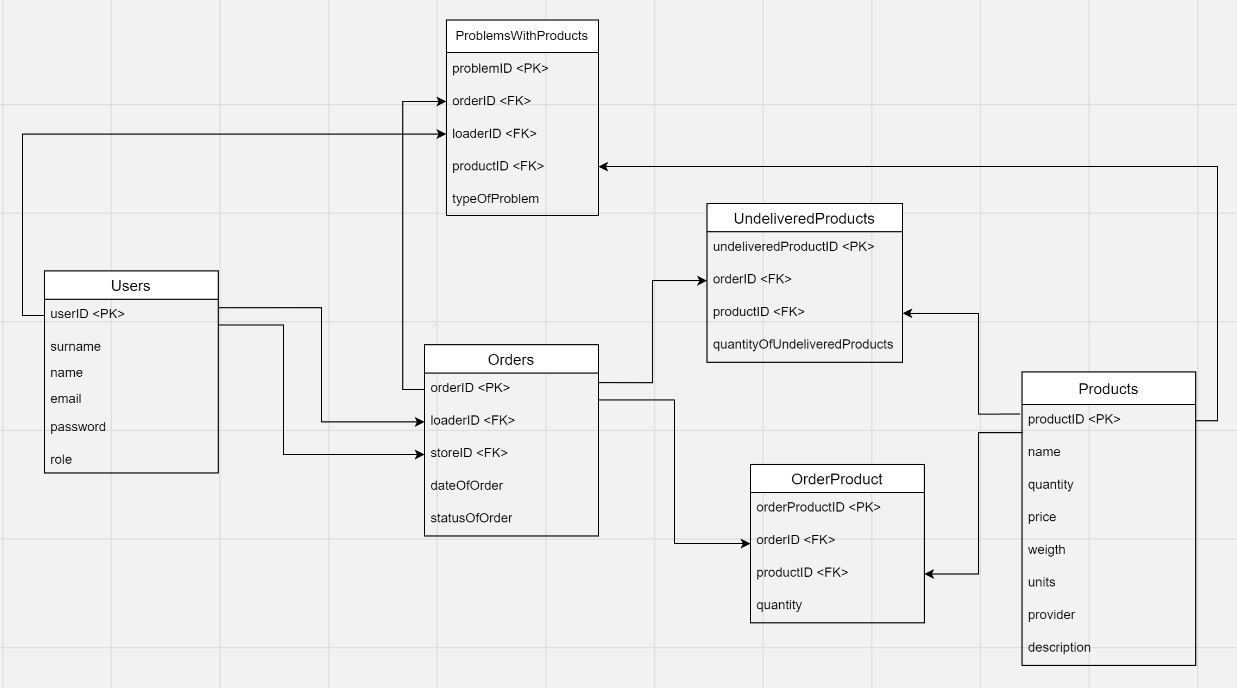 ProblemsWithProducts
problemID <PK>
orderID <FK>
loaderID <FK>
productID <FK>
typeOfProblem
UndeliveredProducts
undeliveredProductID <PK>
orderID <FK>
productID <FK>
quantityOfUndeliveredProducts
Users
userID <PK>
surname
name
email
password
role
Orders
orderID <PK>
loaderID <FK>
storeID <FK>
dateOfOrder
statusOfOrder
Products
productID <PK>
name
quantity
price
weigth
units
provider
description
OrderProduct
orderProductID <PK>
orderID <FK>
productID <FK>
quantity